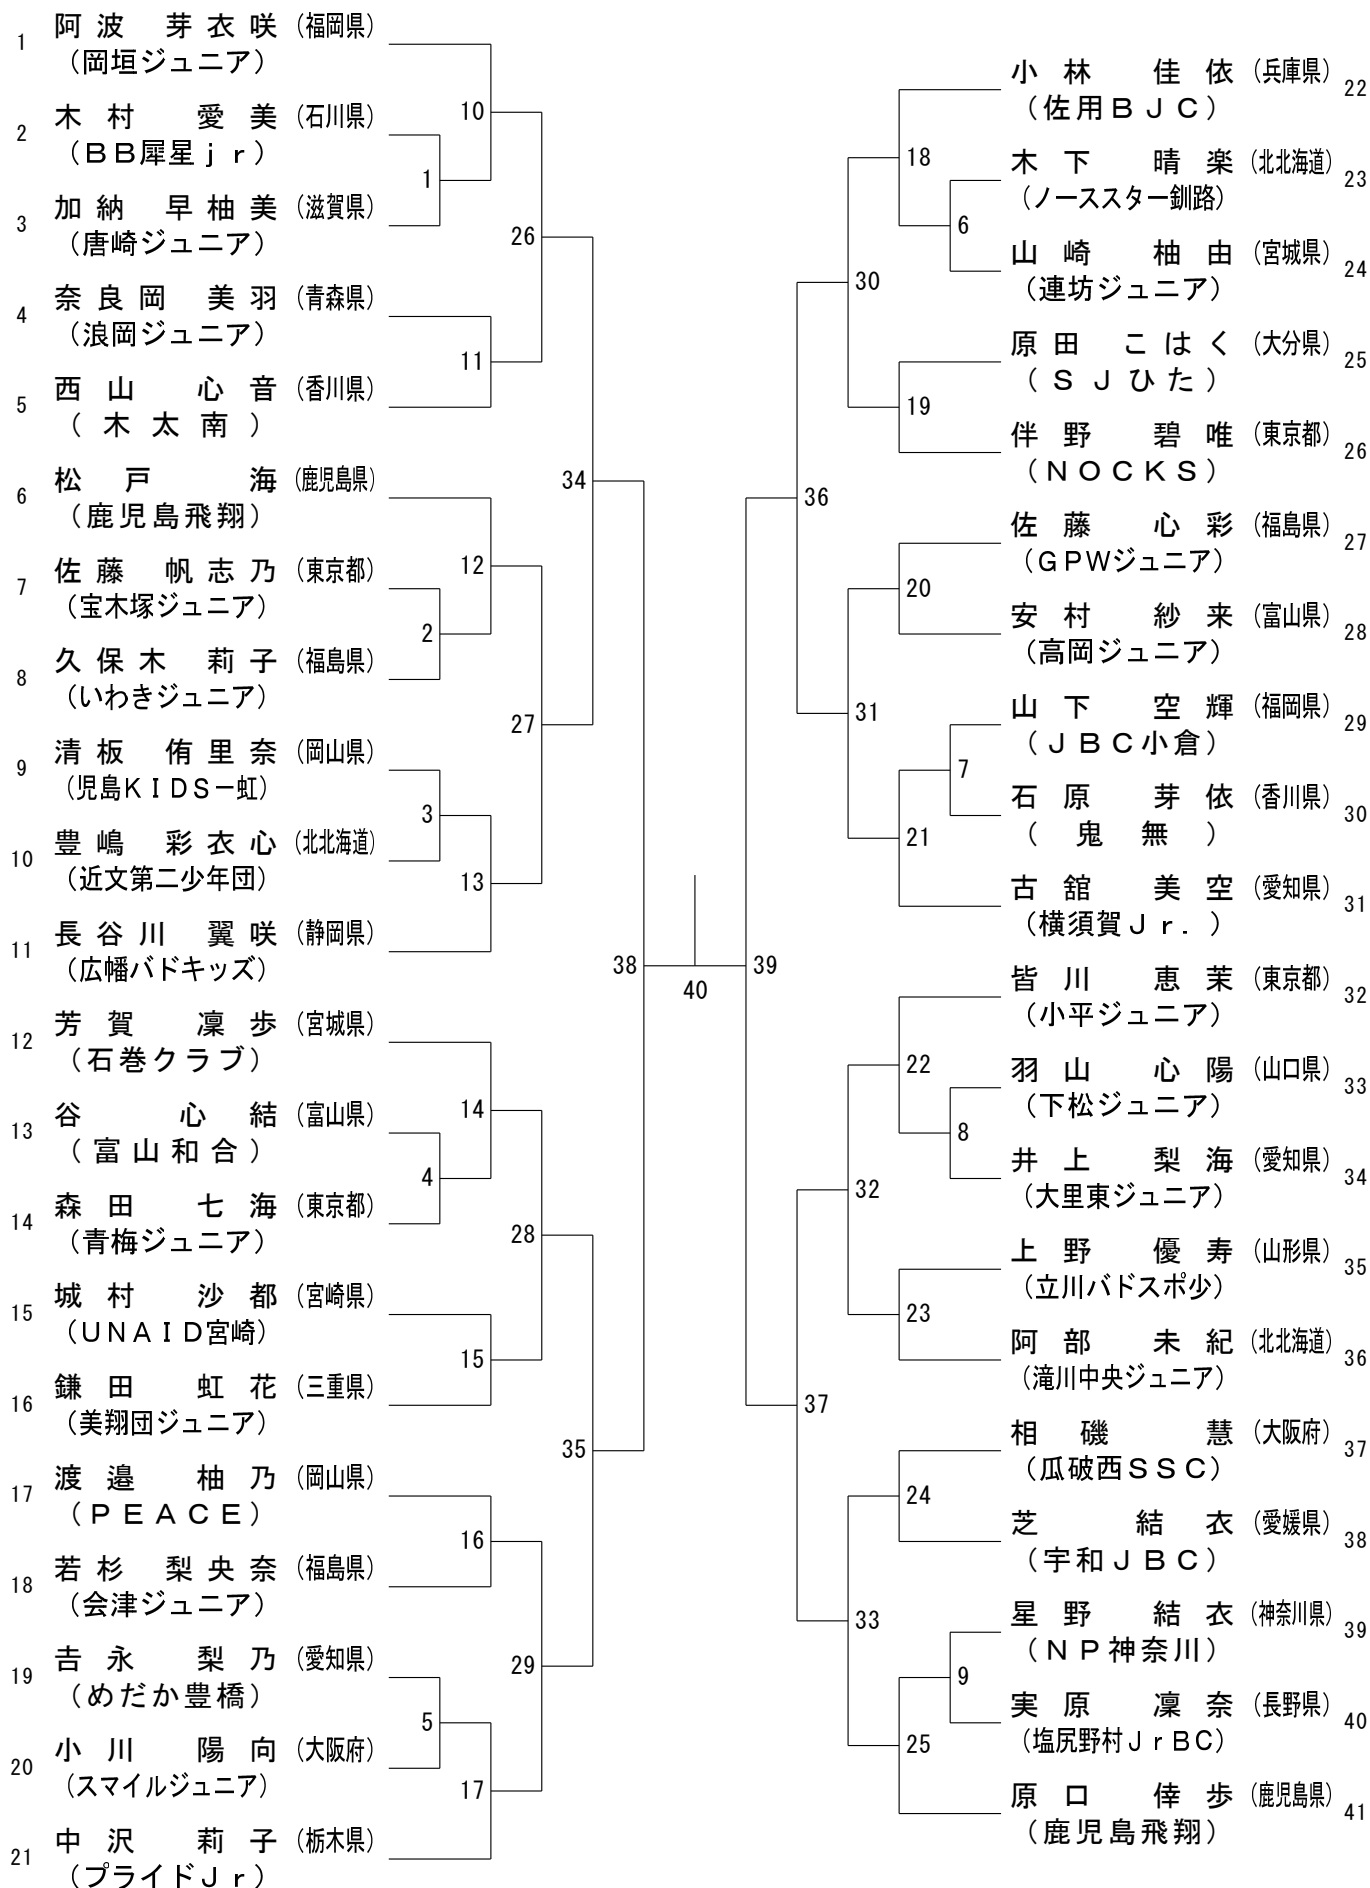 1 阿波 芽衣咲 (福岡県)
(岡垣ジュニア)
2 木村 愛美 (石川県)
(BB犀星jr)
3 加納 早柚美 (滋賀県)
(唐崎ジュニア)
4 奈良岡 美羽 (青森県)
(浪岡ジュニア)
5 西山 心音 (香川県)
(木太南)
6 松戸 海 (鹿児島県)
(鹿児島飛翔)
7 佐藤 帆志乃 (東京都)
(宝木塚ジュニア)
8 久保木 莉子 (福島県)
(いわきジュニア)
9 清板 侑里奈 (岡山県)
(児島KIDSー虹)
10 豊嶋 彩衣心 (北北海道)
(近文第二少年団)
11 長谷川 翼咲 (静岡県)
(広幡バドキッズ)
12 芳賀 凜歩 (宮城県)
(石巻クラブ)
13 谷 心結 (富山県)
(富山和合)
14 森田 七海 (東京都)
(青梅ジュニア)
15 城村 沙都 (宮崎県)
(UNAID宮崎)
16 鎌田 虹花 (三重県)
(美翔団ジュニア)
17 渡邉 柚乃 (岡山県)
(PEACE)
18 若杉 梨央奈 (福島県)
(会津ジュニア)
19 吉永 梨乃 (愛知県)
(めだか豊橋)
20 小川 陽向 (大阪府)
(スマイルジュニア)
21 中沢 莉子 (栃木県)
(プライドJr)
1
2
3
4
5
10
11
12
13
14
15
16
17
26
27
28
29
34
35
38
40
39
36
37
30
31
32
33
18
19
20
21
22
23
24
25
6
7
8
9
小林 佳依 (兵庫県) 22
(佐用BJC)
木下 晴楽 (北北海道) 23
(ノーススター釧路)
山崎 柚由 (宮城県) 24
(連坊ジュニア)
原田 こはく (大分県) 25
(SJひた)
伴野 碧唯 (東京都) 26
(NOCKS)
佐藤 心彩 (福島県) 27
(GPWジュニア)
安村 紗来 (富山県) 28
(高岡ジュニア)
山下 空輝 (福岡県) 29
(JBC小倉)
石原 芽依 (香川県) 30
(鬼無)
古舘 美空 (愛知県) 31
(横須賀Jr.)
皆川 恵茉 (東京都) 32
(小平ジュニア)
羽山 心陽 (山口県) 33
(下松ジュニア)
井上 梨海 (愛知県) 34
(大里東ジュニア)
上野 優寿 (山形県) 35
(立川バドスポ少)
阿部 未紀 (北北海道) 36
(滝川中央ジュニア)
相磯 慧 (大阪府) 37
(瓜破西SSC)
芝 結衣 (愛媛県) 38
(宇和JBC)
星野 結衣 (神奈川県) 39
(NP神奈川)
実原 凜奈 (長野県) 40
(塩尻野村JrBC)
原口 倖歩 (鹿児島県) 41
(鹿児島飛翔)